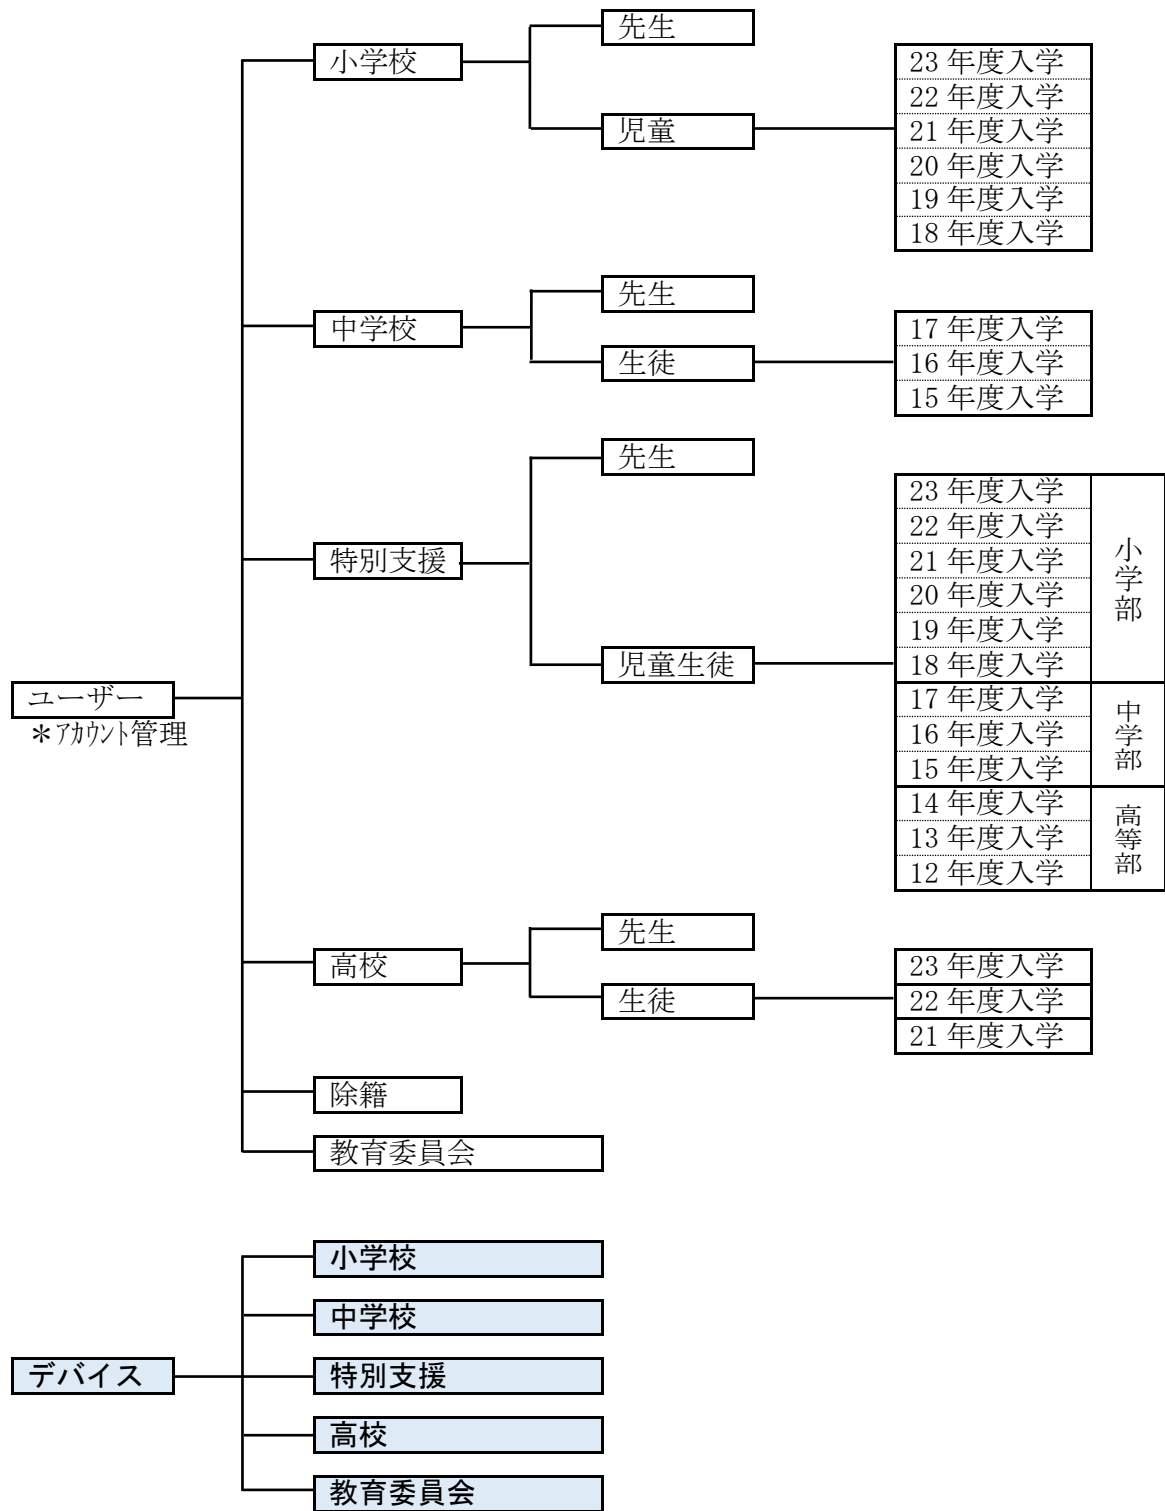 先生
小学校
児童
23 年度入学
22 年度入学
21 年度入学
20 年度入学
19 年度入学
18 年度入学
先生
中学校
生徒
17 年度入学
16 年度入学
15 年度入学
先生
特別支援
児童生徒
23 年度入学
22 年度入学
21 年度入学
20 年度入学
19 年度入学
18 年度入学
小学部
17 年度入学
16 年度入学
15 年度入学
中学部
14 年度入学
13 年度入学
12 年度入学
高等部
ユーザー
＊ｱｶｳﾝﾄ管理
先生
高校
生徒
23 年度入学
22 年度入学
21 年度入学
除籍
教育委員会
小学校
中学校
デバイス
特別支援
高校
教育委員会